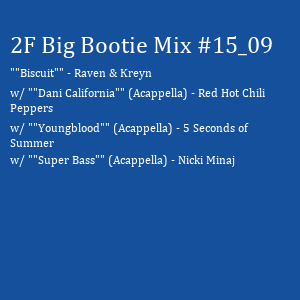 2F Big Bootie Mix #15_09
""Biscuit"" - Raven & Kreyn
w/ ""Dani California"" (Acappella) - Red Hot Chili
Peppers
w/ ""Youngblood"" (Acappella) - 5 Seconds of
Summer
w/ ""Super Bass"" (Acappella) - Nicki Minaj